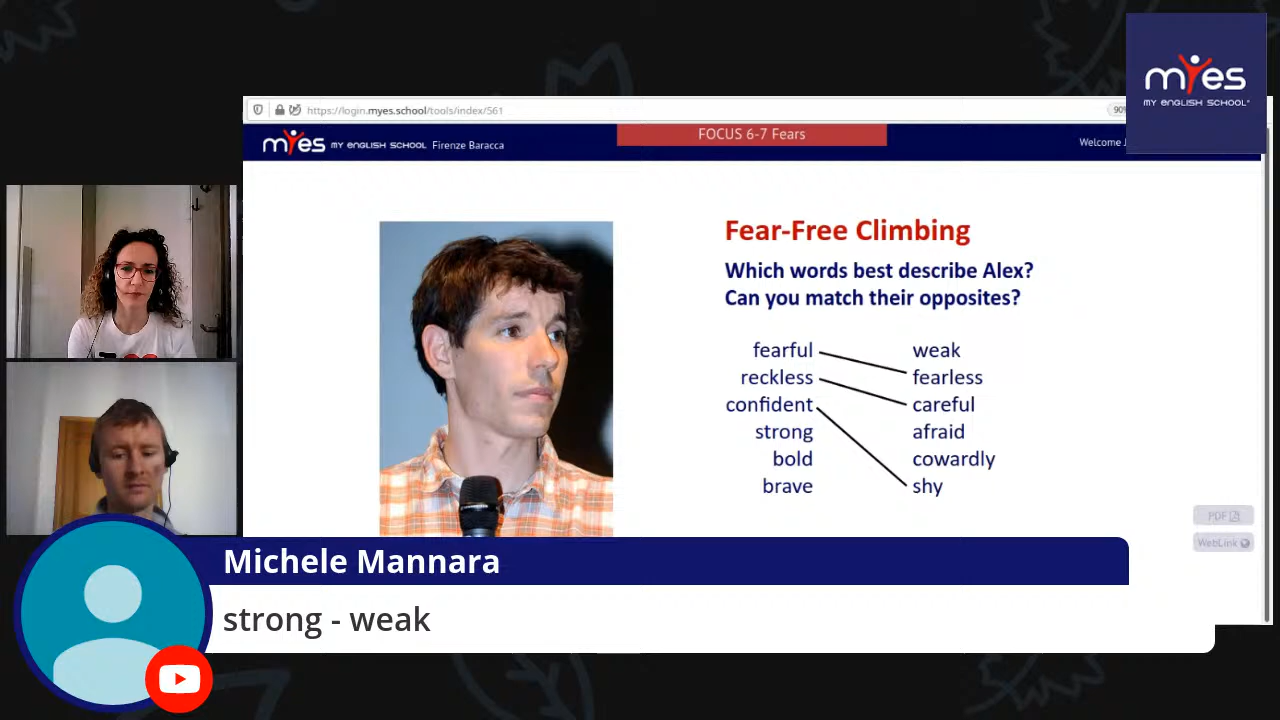 myes
MY ENGLISH SCHOOL
https://login.myes.school/tools/index/561
90%
myes MY ENGLISH SCHOOL Firenze Baracca
FOCUS 6-7 Fears
Welcome J
Fear-Free Climbing
Which words best describe Alex?
Can you match their opposites?
fearful weak
reckless fearless
confident careful
strong afraid
bold cowardly
brave shy
PDF
WebLink
Michele Mannara
strong - weak